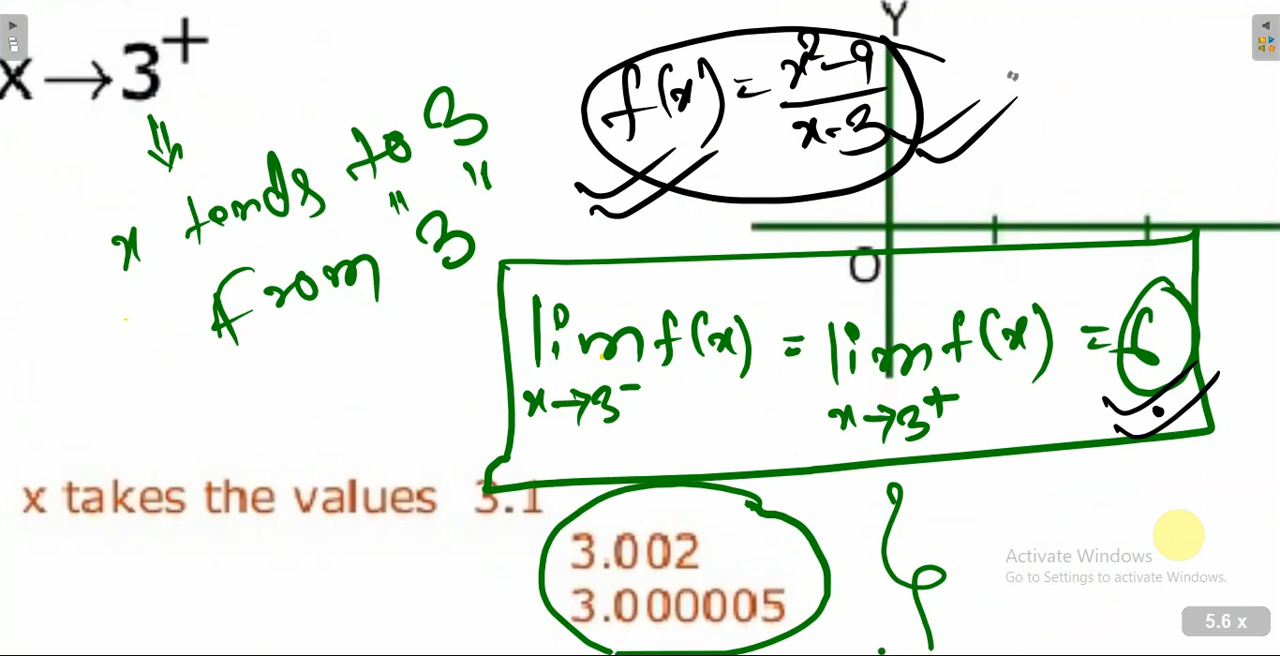 x→3⁺
Y
f(x) = (x²-9)/(x-3)
x tends to 3
"
from "3
O
lim f(x) = lim f(x) = 6
x→3⁻ x→3⁺
x takes the values 3.1
3.002
3.000005
Activate Windows
Go to Settings to activate Windows.
5.6 x